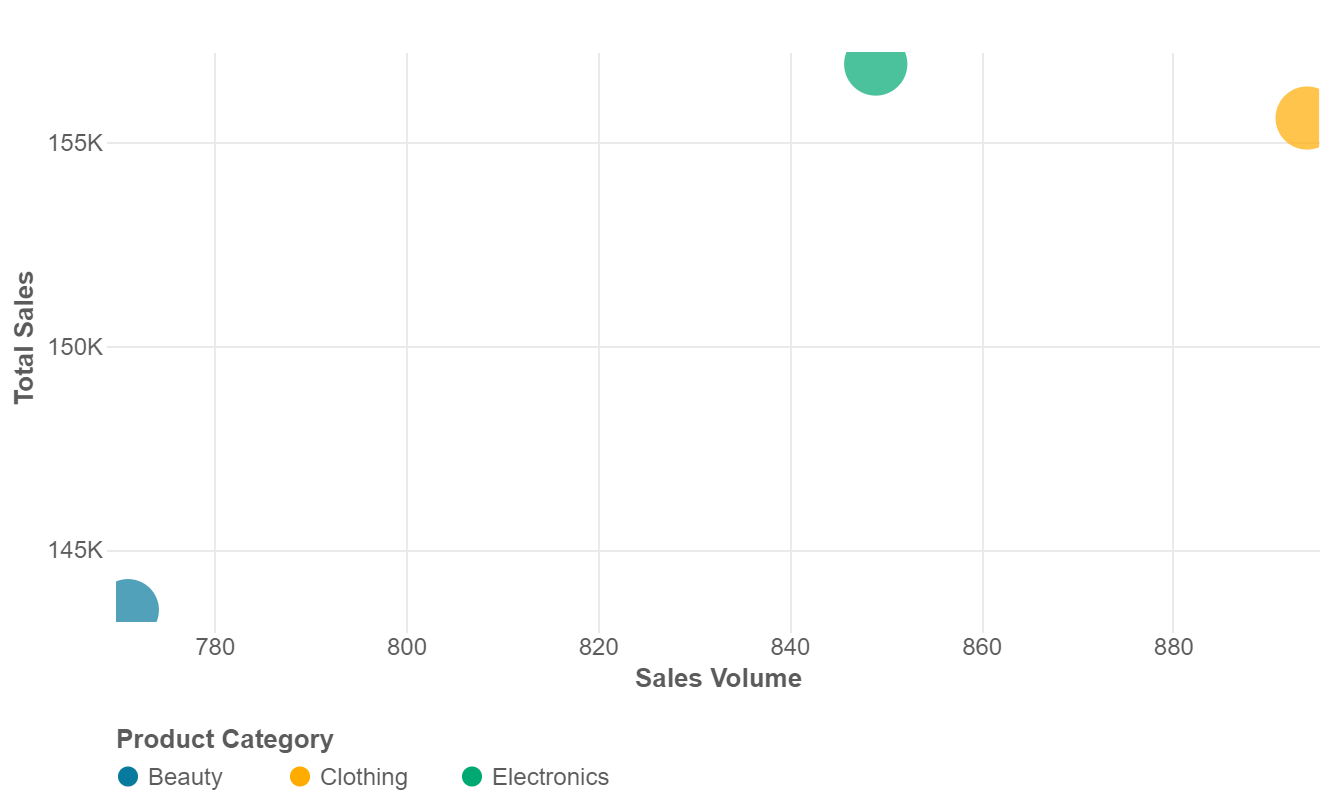 155K
150K
145K
Total Sales
780 800 820 840 860 880
Sales Volume
Product Category
Beauty Clothing Electronics